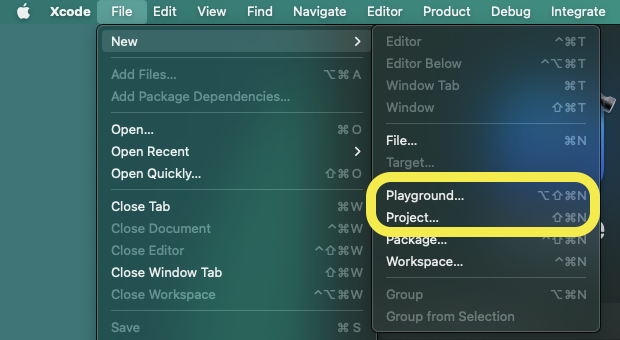 Xcode File Edit View Find Navigate Editor Product Debug Integrate
New >
Add Files... ⌥⌘A
Add Package Dependencies...
Open... ⌘O
Open Recent >
Open Quickly... ⇧⌘O
Close Tab ⌘W
Close Document ^⌘W
Close Editor ^⇧⌘W
Close Window Tab ⇧⌘W
Close Workspace ^⌥⌘W
Save ⌘S
Editor ^⌘T
Editor Below ^⌥⌘T
Window Tab ⌘T
Window ⇧⌘T
File... ⌘N
Target...
Playground... ⌥⇧⌘N
Project... ⇧⌘N
Package... ^⇧⌘N
Workspace... ^⌘N
Group ⌥⌘N
Group from Selection